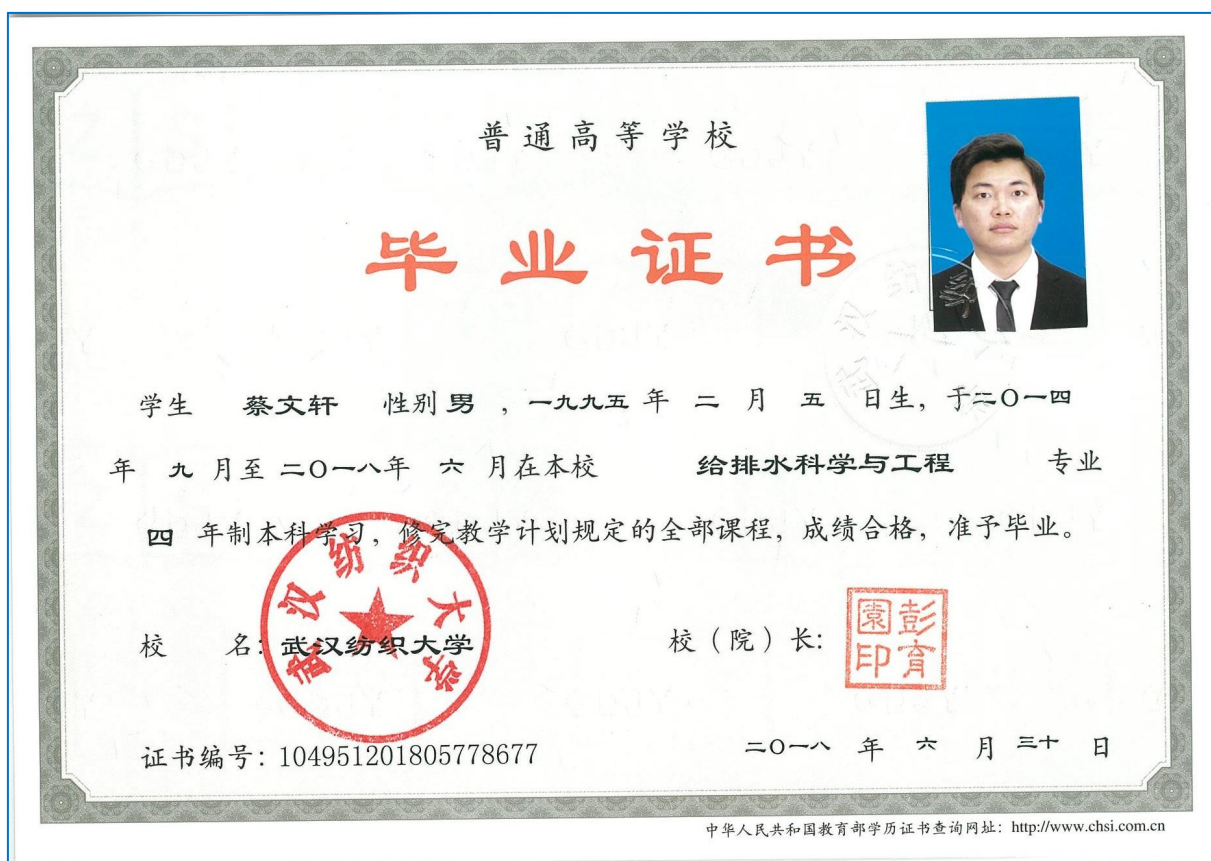 普通高等学校
毕业证书
学生 蔡文轩 性别 男 ，一九九五 年 二 月 五 日生，于二〇一四
年 九 月至 二〇一八年 六 月在本校 给排水科学与工程 专业
四 年制本科学习，修完教学计划规定的全部课程，成绩合格，准予毕业。
武汉纺织大学
校 名：武汉纺织大学
校（院）长：
彭育園印
证书编号：104951201805778677
二〇一八 年 六 月 三十 日
中华人民共和国教育部学历证书查询网址：http://www.chsi.com.cn